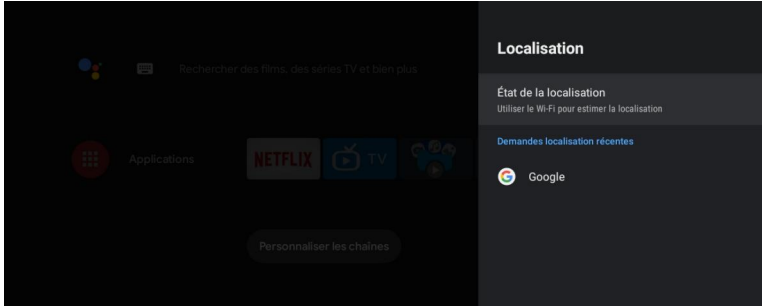 Rechercher des films, des séries TV et bien plus
Applications
NETFLIX
TV
Personnaliser les chaînes
Localisation
État de la localisation
Utiliser le Wi-Fi pour estimer la localisation
Demandes localisation récentes
Google